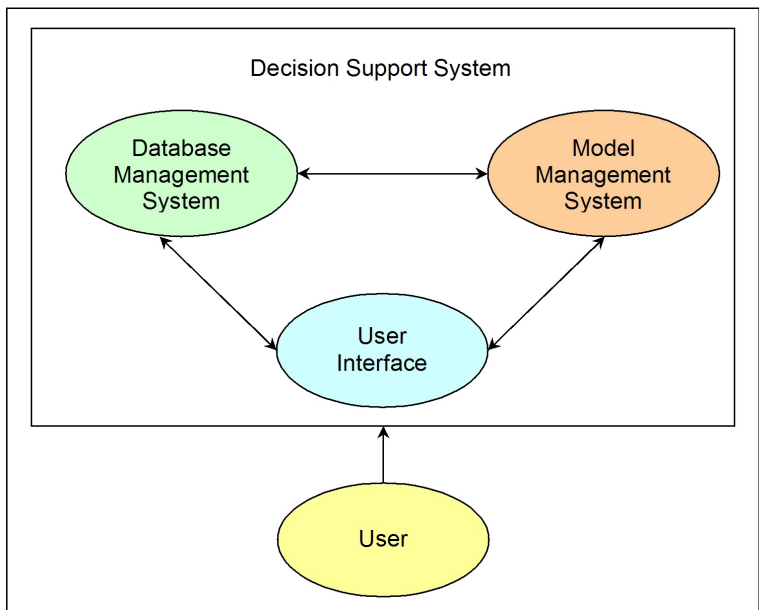 Decision Support System
Database
Management
System
Model
Management
System
User
Interface
User